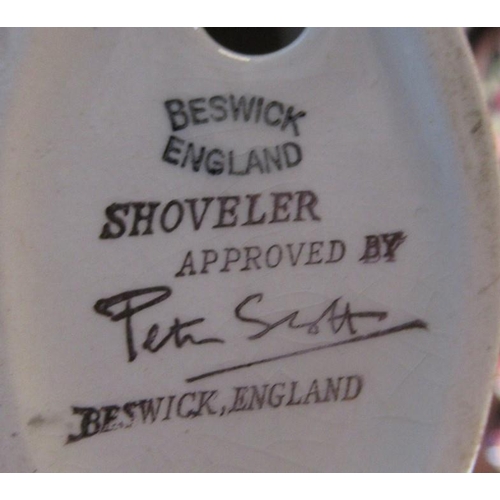 BESWICK
ENGLAND
SHOVELER
APPROVED BY
Peter Scott
BESWICK, ENGLAND